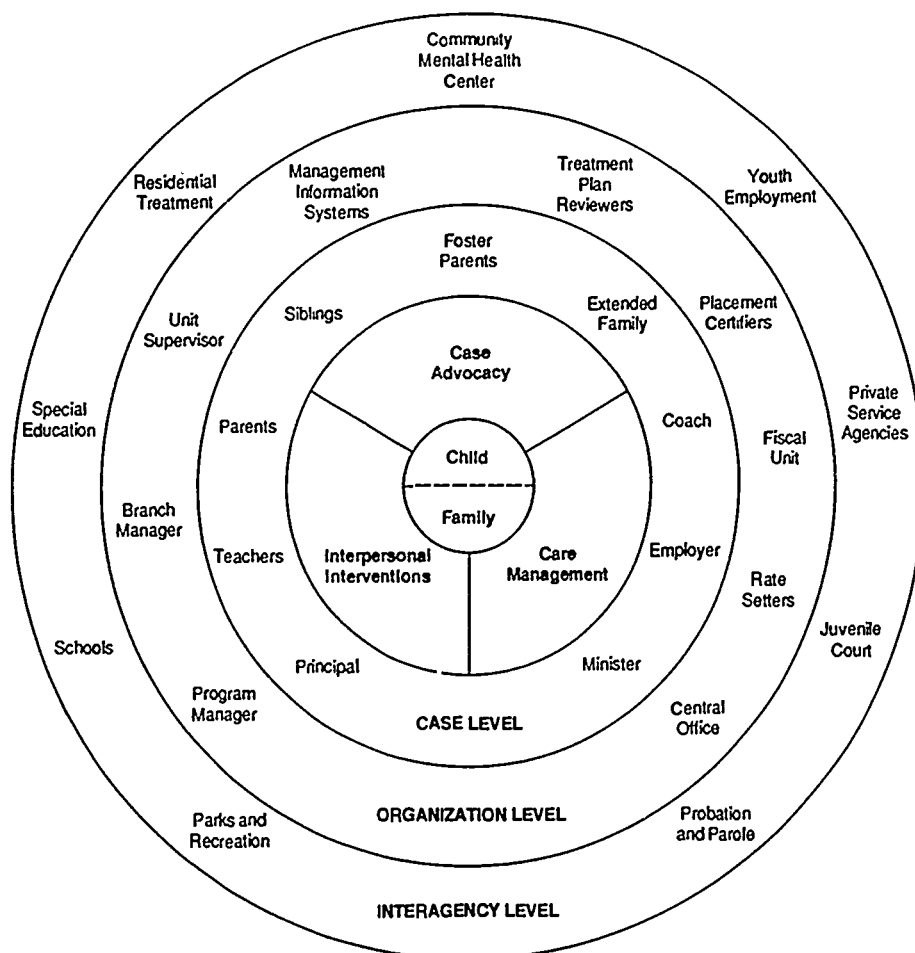 Community
Mental Health
Center
Residential
Treatment
Management
Information
Systems
Treatment
Plan
Reviewers
Youth
Employment
Foster
Parents
Siblings
Extended
Family
Unit
Supervisor
Placement
Certifiers
Case
Advocacy
Special
Education
Parents
Coach
Fiscal
Unit
Private
Service
Agencies
Child
Family
Branch
Manager
Teachers
Interpersonal
Interventions
Care
Management
Employer
Rate
Setters
Schools
Juvenile
Court
Principal
Minister
Program
Manager
CASE LEVEL
Central
Office
Parks and
Recreation
ORGANIZATION LEVEL
Probation
and Parole
INTERAGENCY LEVEL